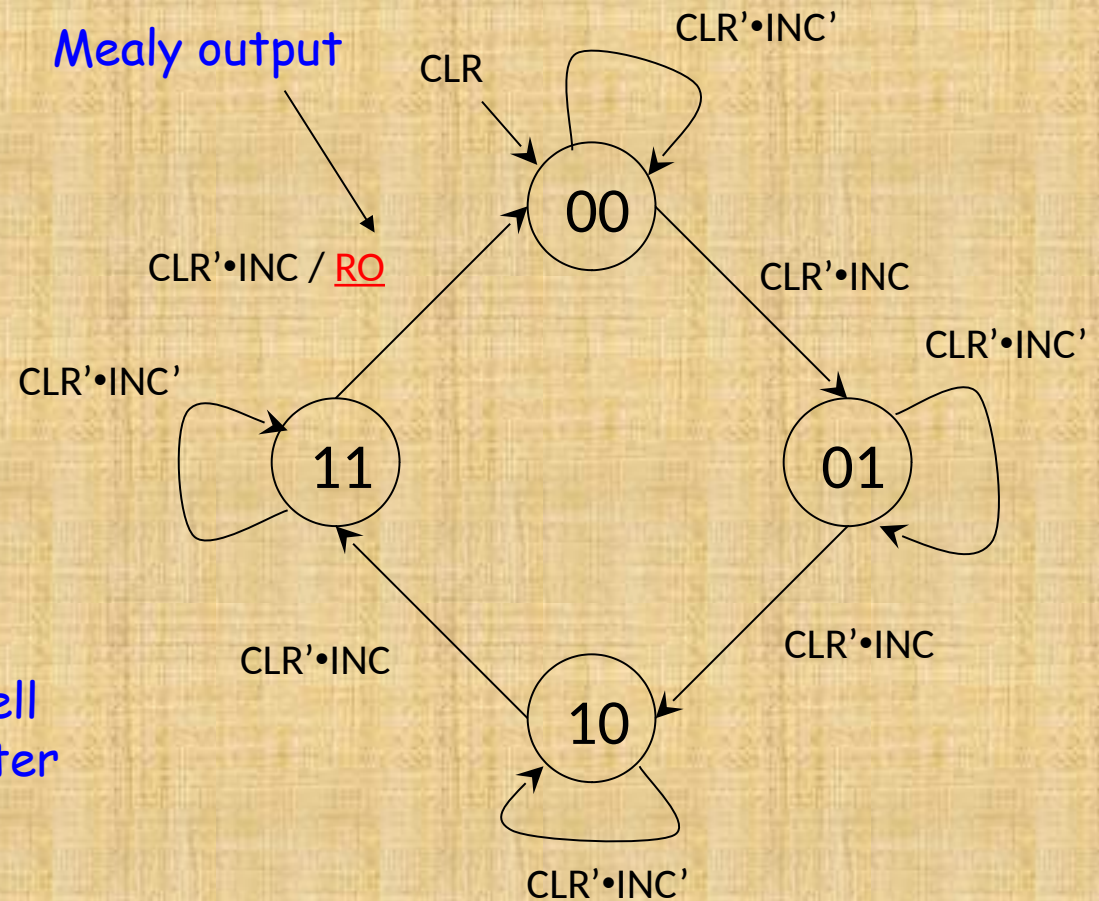 Mealy output
CLR
CLR’•INC’
00
CLR’•INC / RO
CLR’•INC
CLR’•INC’
CLR’•INC’
11
01
CLR’•INC
CLR’•INC
10
CLR’•INC’